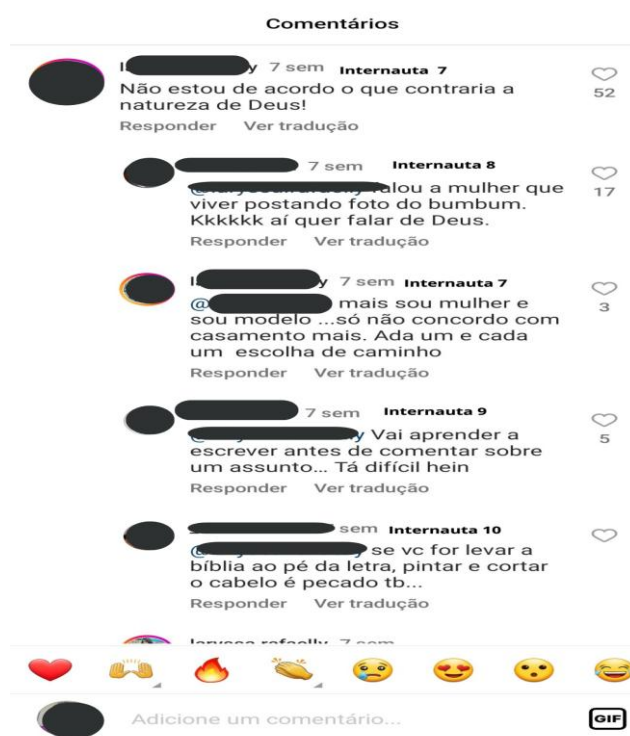 Comentários
7 sem Internauta 7
Não estou de acordo o que contraria a
natureza de Deus!
52
Responder Ver tradução
7 sem Internauta 8
falou a mulher que
viver postando foto do bumbum.
Kkkkkk aí quer falar de Deus.
17
Responder Ver tradução
7 sem Internauta 7
@ mais sou mulher e
sou modelo ...só não concordo com
casamento mais. Ada um e cada
um escolha de caminho
3
Responder Ver tradução
7 sem Internauta 9
Vai aprender a
escrever antes de comentar sobre
um assunto... Tá difícil hein
5
Responder Ver tradução
sem Internauta 10
@ se vc for levar a
bíblia ao pé da letra, pintar e cortar
o cabelo é pecado tb...
Responder Ver tradução
Adicione um comentário...
GIF